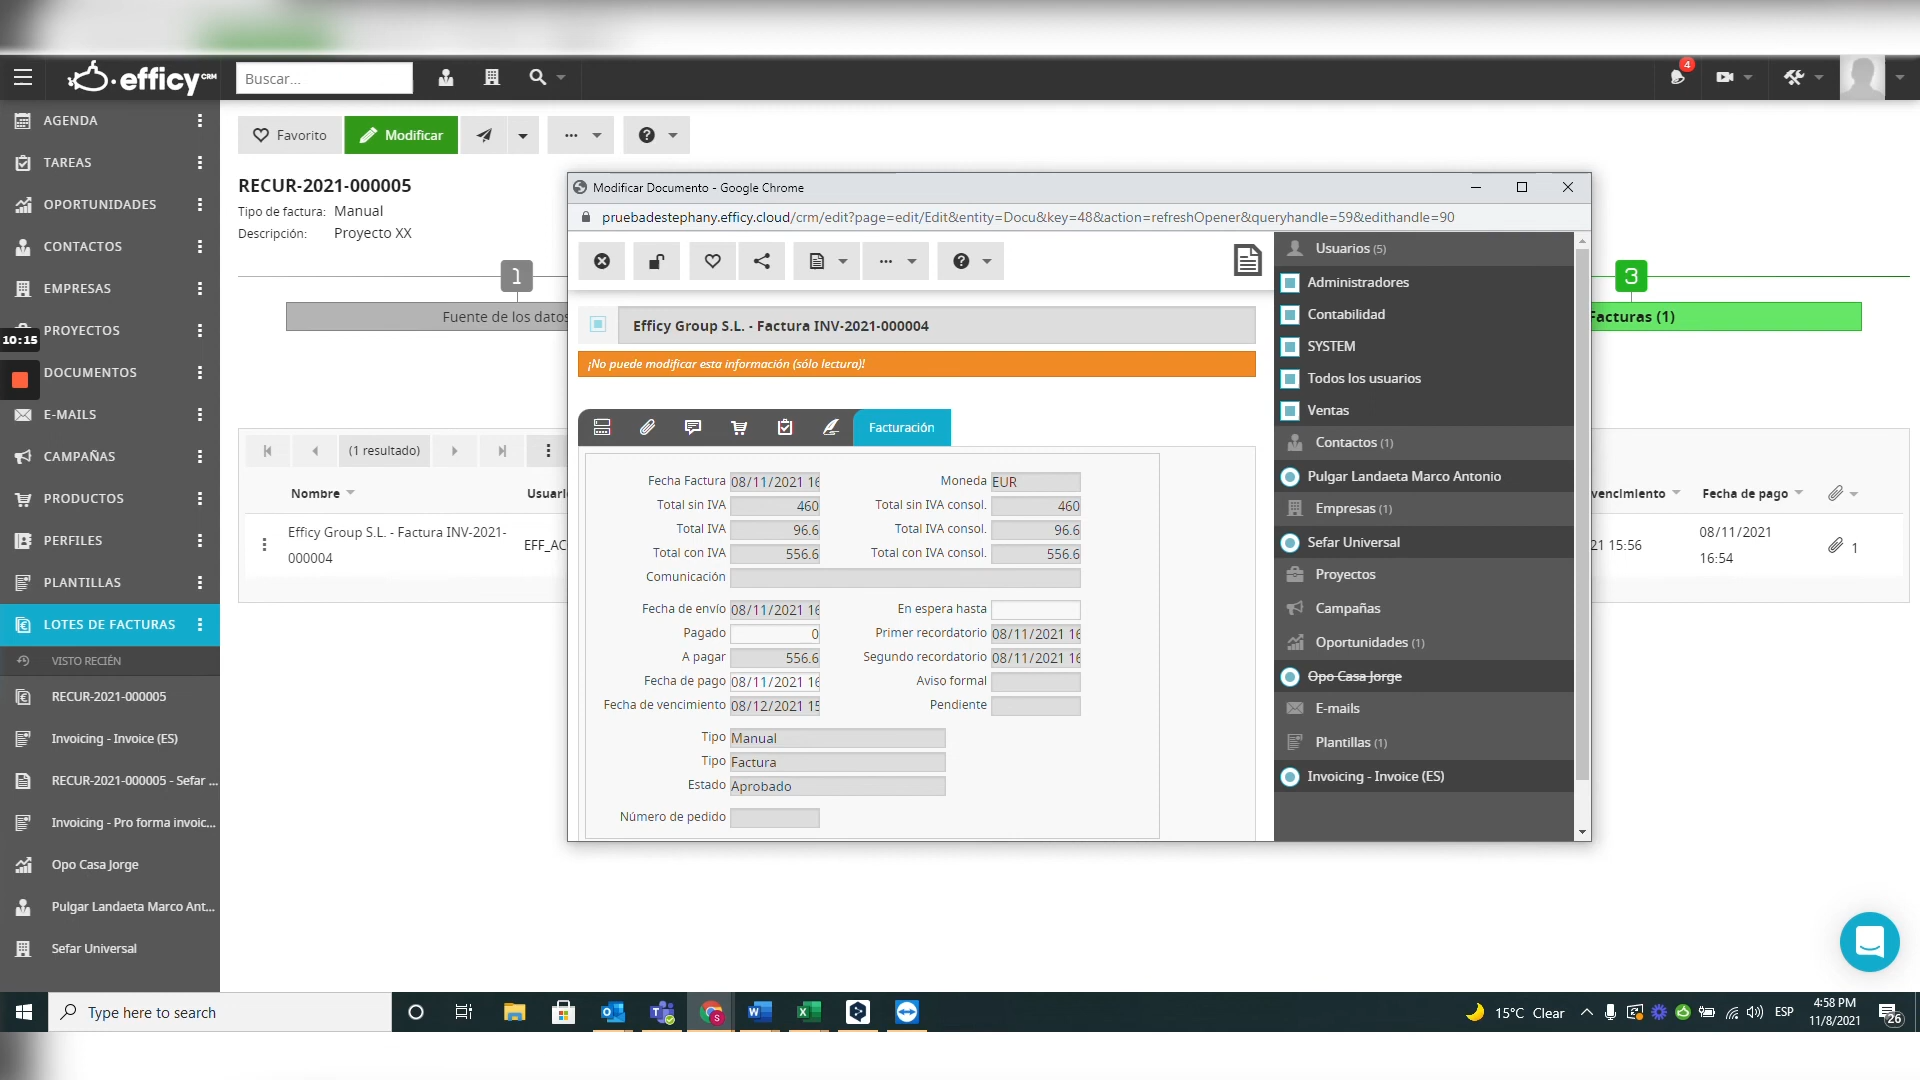 efficy CRM
Buscar...
4
AGENDA
TAREAS
OPORTUNIDADES
CONTACTOS
EMPRESAS
PROYECTOS
10:15
DOCUMENTOS
E-MAILS
CAMPAÑAS
PRODUCTOS
PERFILES
PLANTILLAS
LOTES DE FACTURAS
VISTO RECIÉN
RECUR-2021-000005
Invoicing - Invoice (ES)
RECUR-2021-000005 - Sefar ...
Invoicing - Pro forma invoic...
Opo Casa Jorge
Pulgar Landaeta Marco Ant...
Sefar Universal
Favorito
Modificar
RECUR-2021-000005
Tipo de factura: Manual
Descripción: Proyecto XX
1
Fuente de los datos
3
Facturas (1)
(1 resultado)
Nombre
Efficy Group S.L. - Factura INV-2021-
000004
EFF_AC
vencimiento
Fecha de pago
21 15:56
08/11/2021
16:54
1
Modificar Documento - Google Chrome
pruebadestephany.efficy.cloud/crm/edit?page=edit/Edit&entity=Docu&key=48&action=refreshOpener&queryhandle=59&edithandle=90
Efficy Group S.L. - Factura INV-2021-000004
¡No puede modificar esta información (sólo lectura)!
Facturación
Fecha Factura 08/11/2021 16 Moneda EUR
Total sin IVA 460 Total sin IVA consol. 460
Total IVA 96.6 Total IVA consol. 96.6
Total con IVA 556.6 Total con IVA consol. 556.6
Comunicación
Fecha de envío 08/11/2021 16 En espera hasta
Pagado 0 Primer recordatorio 08/11/2021 16
A pagar 556.6 Segundo recordatorio 08/11/2021 16
Fecha de pago 08/11/2021 16 Aviso formal
Fecha de vencimiento 08/12/2021 15 Pendiente
Tipo Manual
Tipo Factura
Estado Aprobado
Número de pedido
Usuarios (5)
Administradores
Contabilidad
SYSTEM
Todos los usuarios
Ventas
Contactos (1)
Pulgar Landaeta Marco Antonio
Empresas (1)
Sefar Universal
Proyectos
Campañas
Oportunidades (1)
Opo Casa Jorge
E-mails
Plantillas (1)
Invoicing - Invoice (ES)
Type here to search
15°C Clear
ESP
4:58 PM
11/8/2021
26